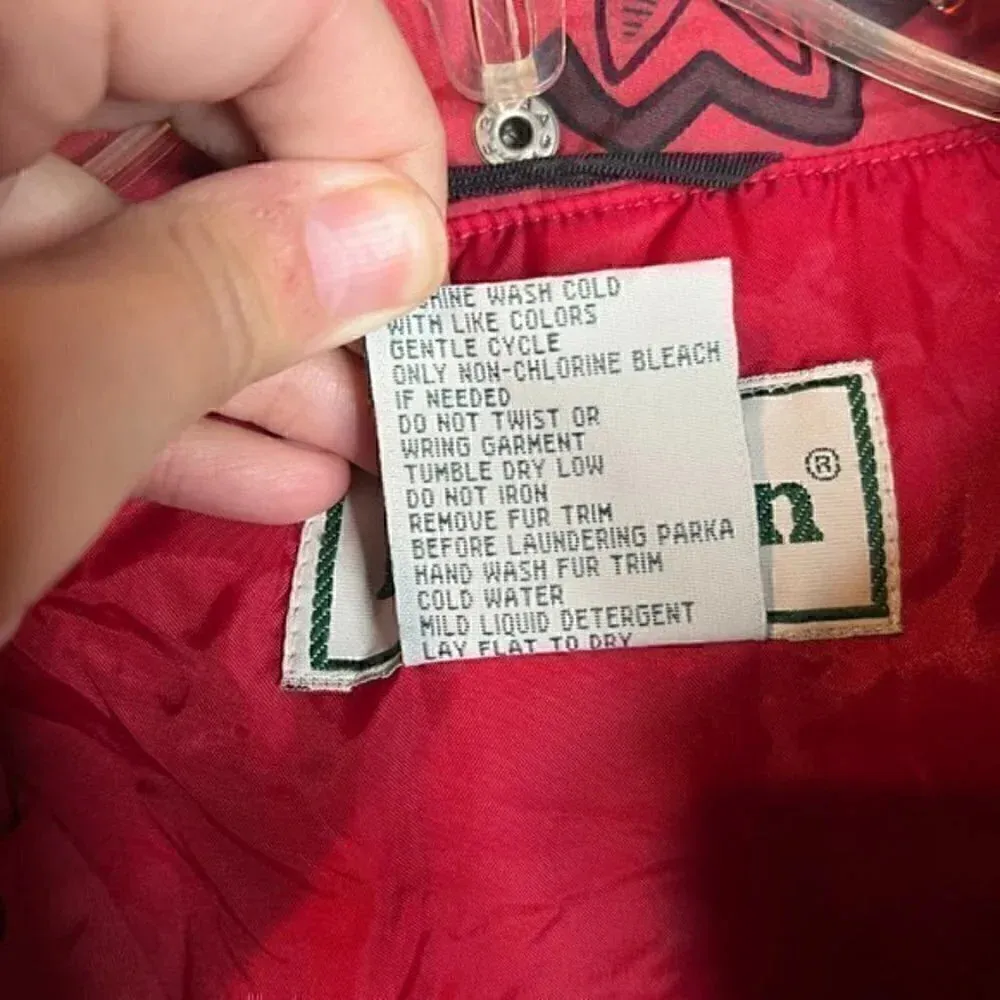 HINE WASH COLD
WITH LIKE COLORS
GENTLE CYCLE
ONLY NON-CHLORINE BLEACH
IF NEEDED
DO NOT TWIST OR
WRING GARMENT
TUMBLE DRY LOW
DO NOT IRON
REMOVE FUR TRIM
BEFORE LAUNDERING PARKA
HAND WASH FUR TRIM
COLD WATER
MILD LIQUID DETERGENT
LAY FLAT TO DRY
n®